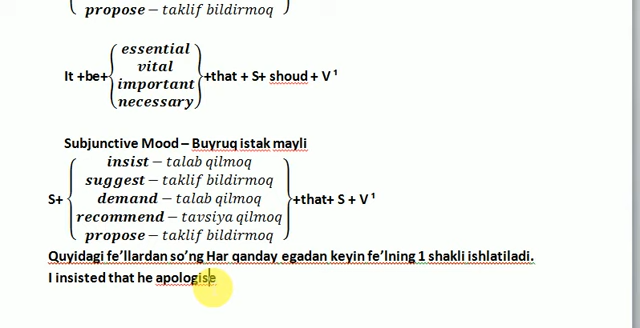 propose – taklif bildirmoq
essential
vital
It +be+ important +that + S+ shoud + V¹
necessary
Subjunctive Mood – Buyruq istak mayli
insist – talab qilmoq
suggest – taklif bildirmoq
S+ demand – talab qilmoq +that+ S + V¹
recommend – tavsiya qilmoq
propose – taklif bildirmoq
Quyidagi fe’llardan so’ng Har qanday egadan keyin fe’lning 1 shakli ishlatiladi.
I insisted that he apologise